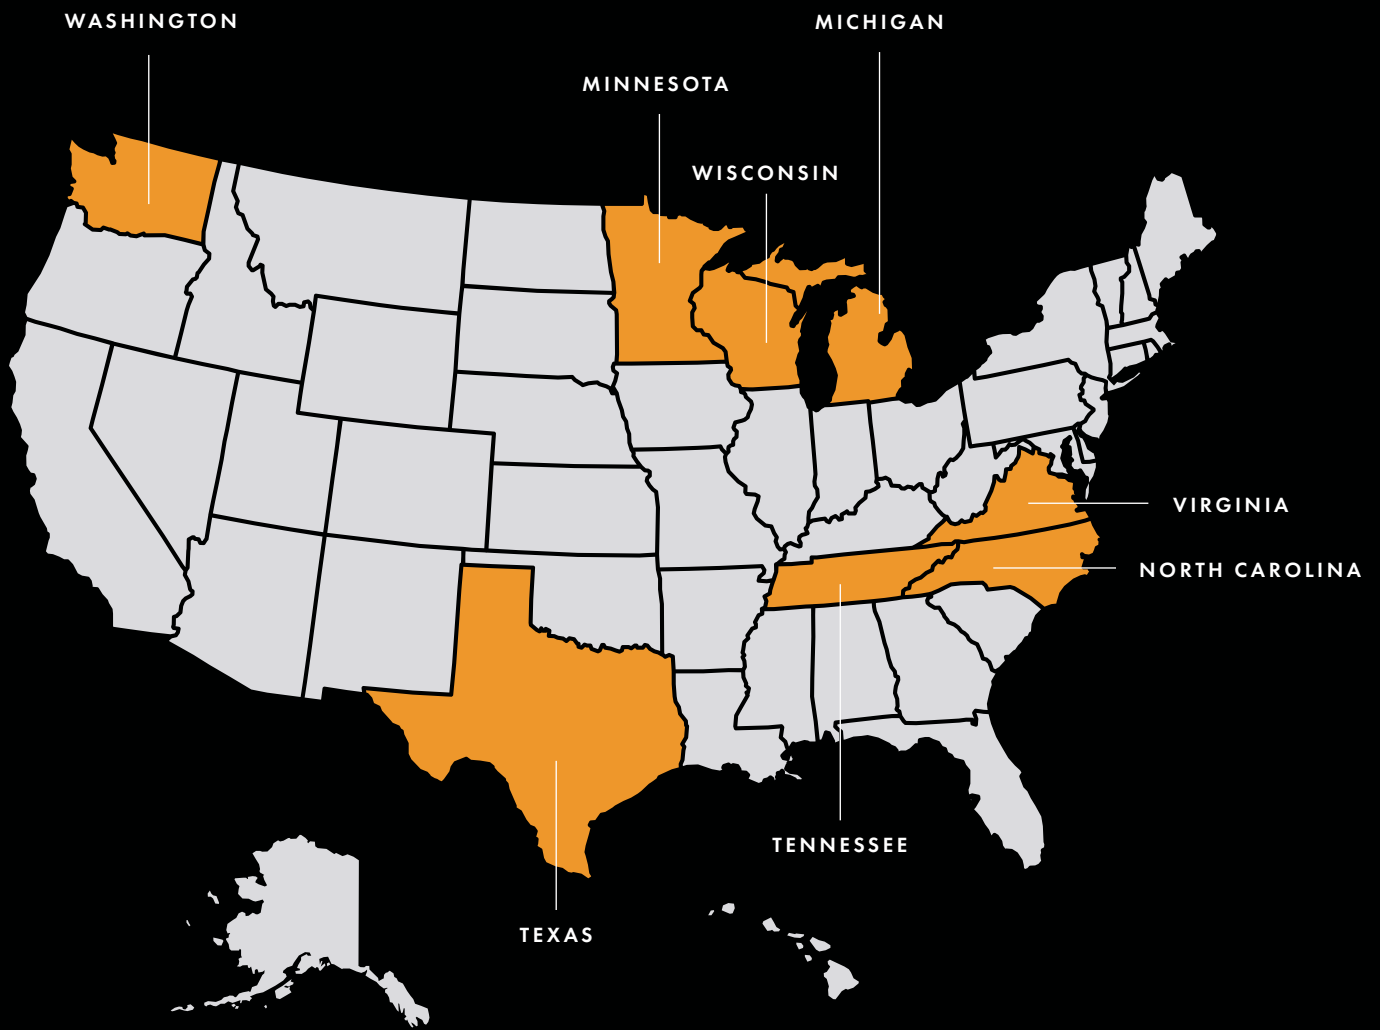 WASHINGTON
MICHIGAN
MINNESOTA
WISCONSIN
VIRGINIA
NORTH CAROLINA
TENNESSEE
TEXAS